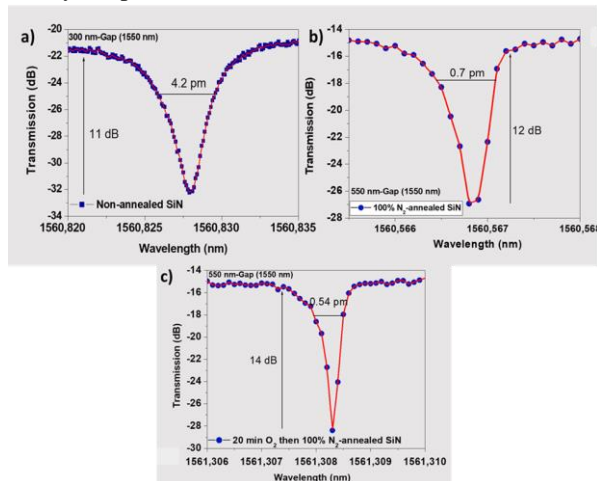 a)
300 nm-Gap (1550 nm)
-20
-22
-24
-26
-28
-30
-32
-34
Transmission (dB)
4.2 pm
11 dB
Non-annealed SiN
1560,820
1560,825
1560,830
1560,835
Wavelength (nm)
b)
-14
-16
-18
-20
-22
-24
-26
-28
Transmission (dB)
0.7 pm
12 dB
550 nm-Gap (1550 nm)
100% N₂-annealed SiN
1560,566
1560,567
1560,568
Wavelength (nm)
c)
550 nm-Gap (1550 nm)
-14
-16
-18
-20
-22
-24
-26
-28
-30
Transmission (dB)
0.54 pm
14 dB
20 min O₂ then 100% N₂-annealed SiN
1561,306
1561,307
1561,308
1561,309
1561,310
Wavelength (nm)